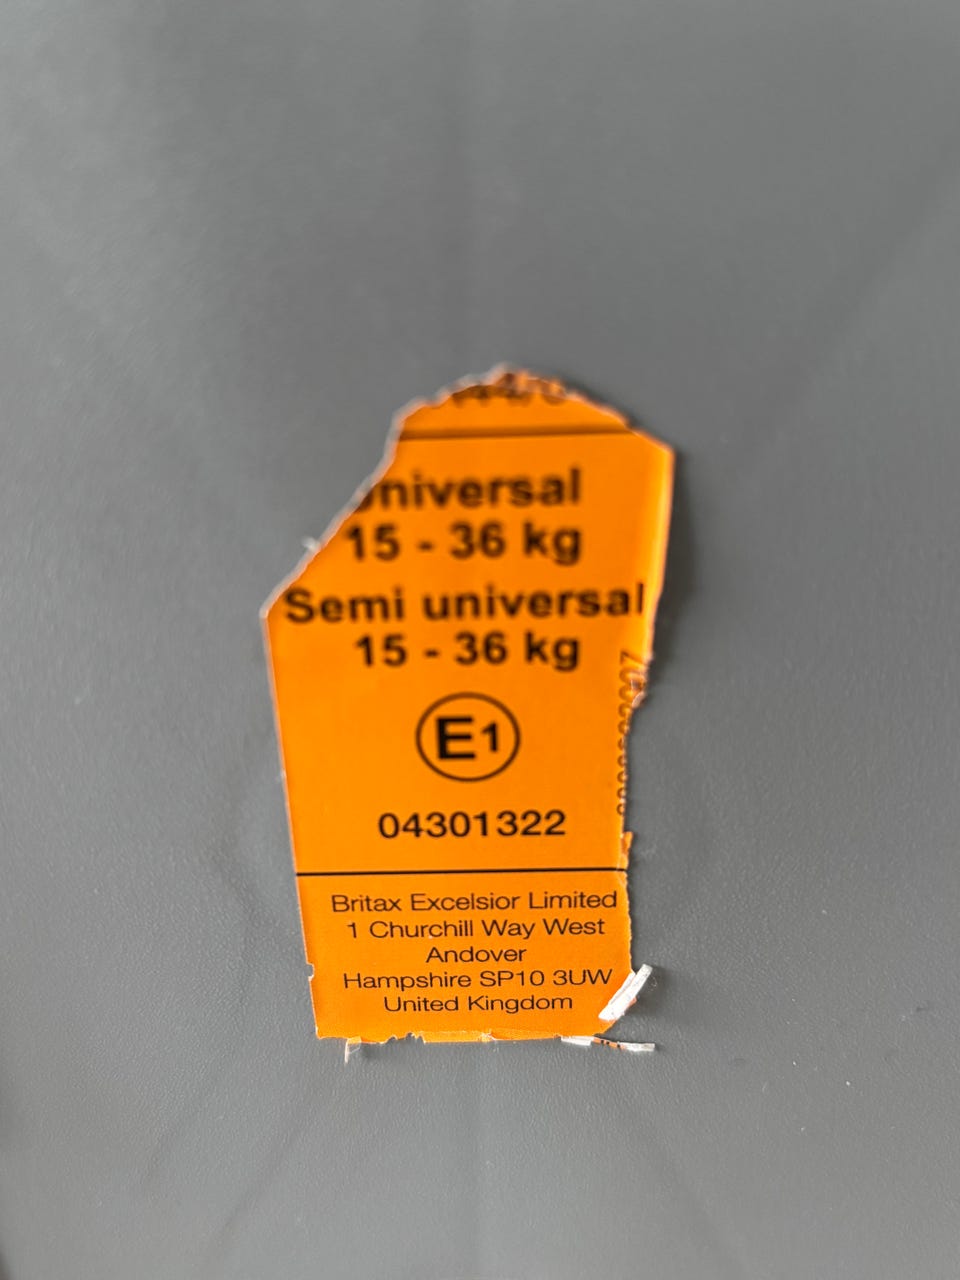 niversal
15 - 36 kg
Semi universal
15 - 36 kg
E1
04301322
Britax Excelsior Limited
1 Churchill Way West
Andover
Hampshire SP10 3UW
United Kingdom